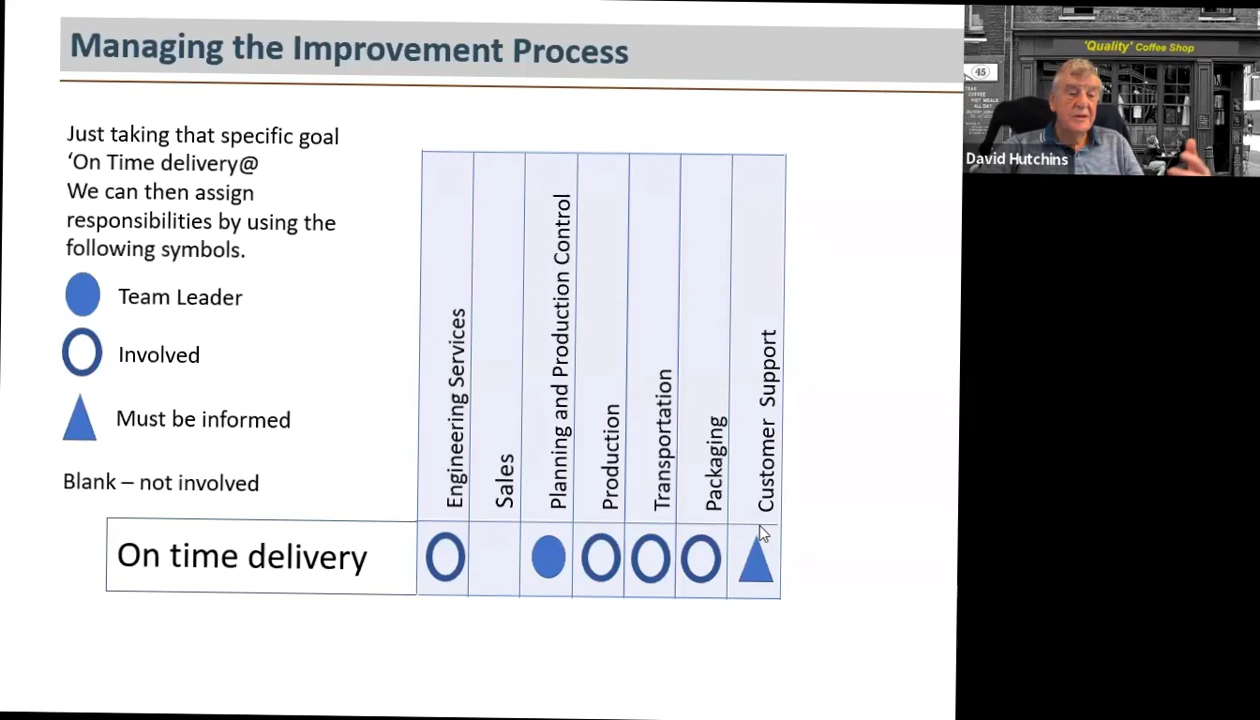 Managing the Improvement Process
'Quality' Coffee Shop
45
David Hutchins
Just taking that specific goal
‘On Time delivery@
We can then assign
responsibilities by using the
following symbols.
Team Leader
Involved
Must be informed
Blank – not involved
Engineering Services
Sales
Planning and Production Control
Production
Transportation
Packaging
Customer Support
On time delivery